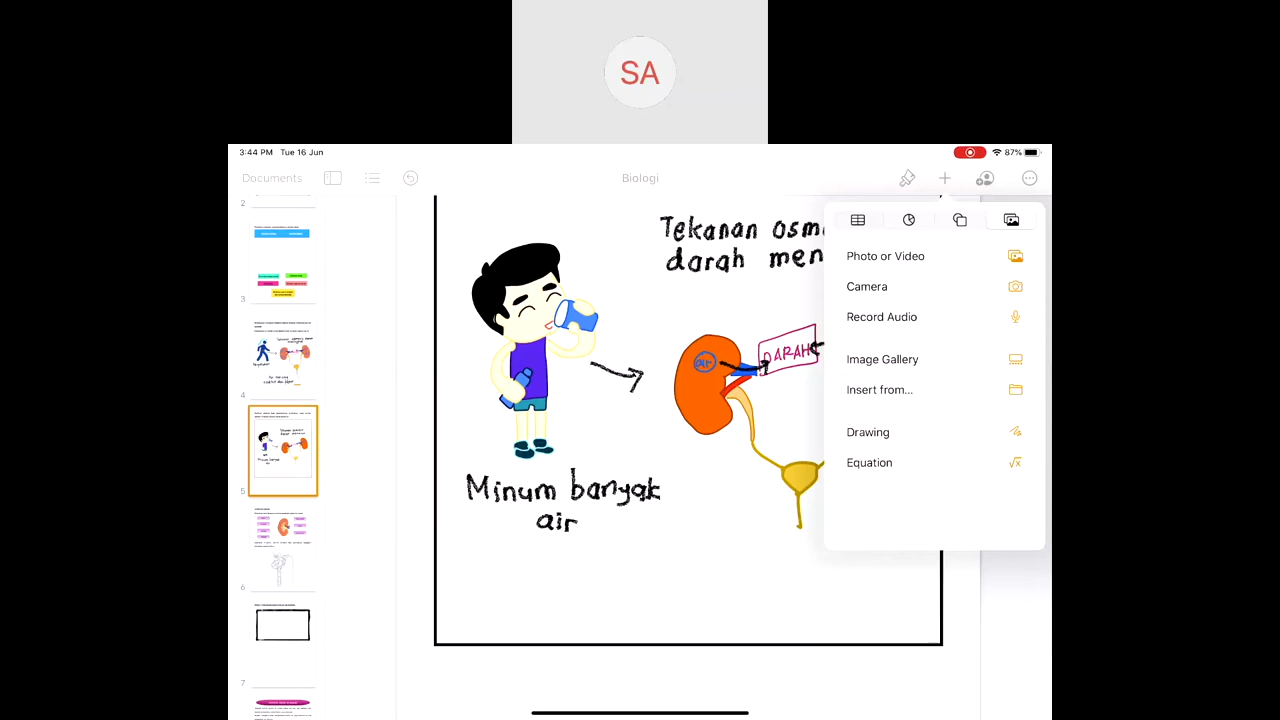 SA
3:44 PM Tue 16 Jun
87%
Documents
Biologi
2
3
4
5
6
7
Tekanan osm
darah men
air
DARAH
Minum banyak
air
Photo or Video
Camera
Record Audio
Image Gallery
Insert from...
Drawing
Equation
√x